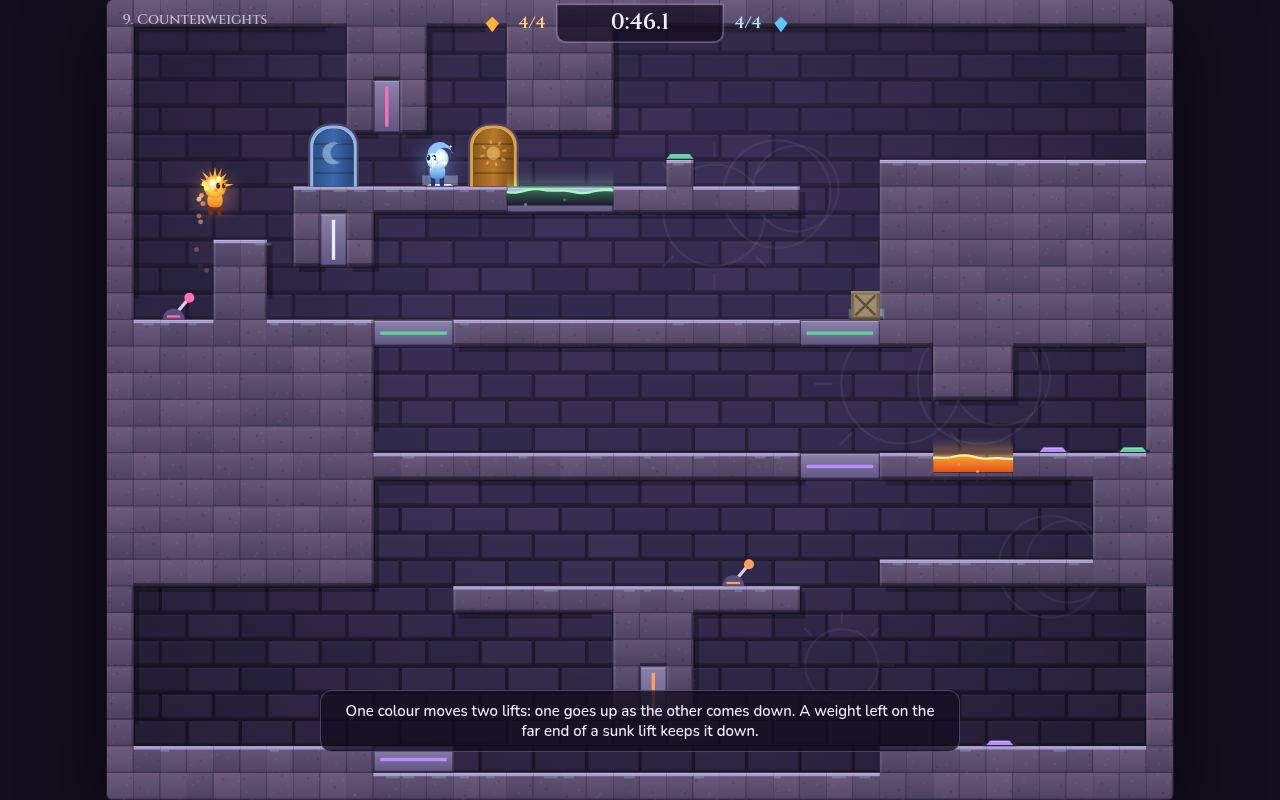 9. Counterweights
4/4
0:46.1
4/4
One colour moves two lifts: one goes up as the other comes down. A weight left on the
far end of a sunk lift keeps it down.